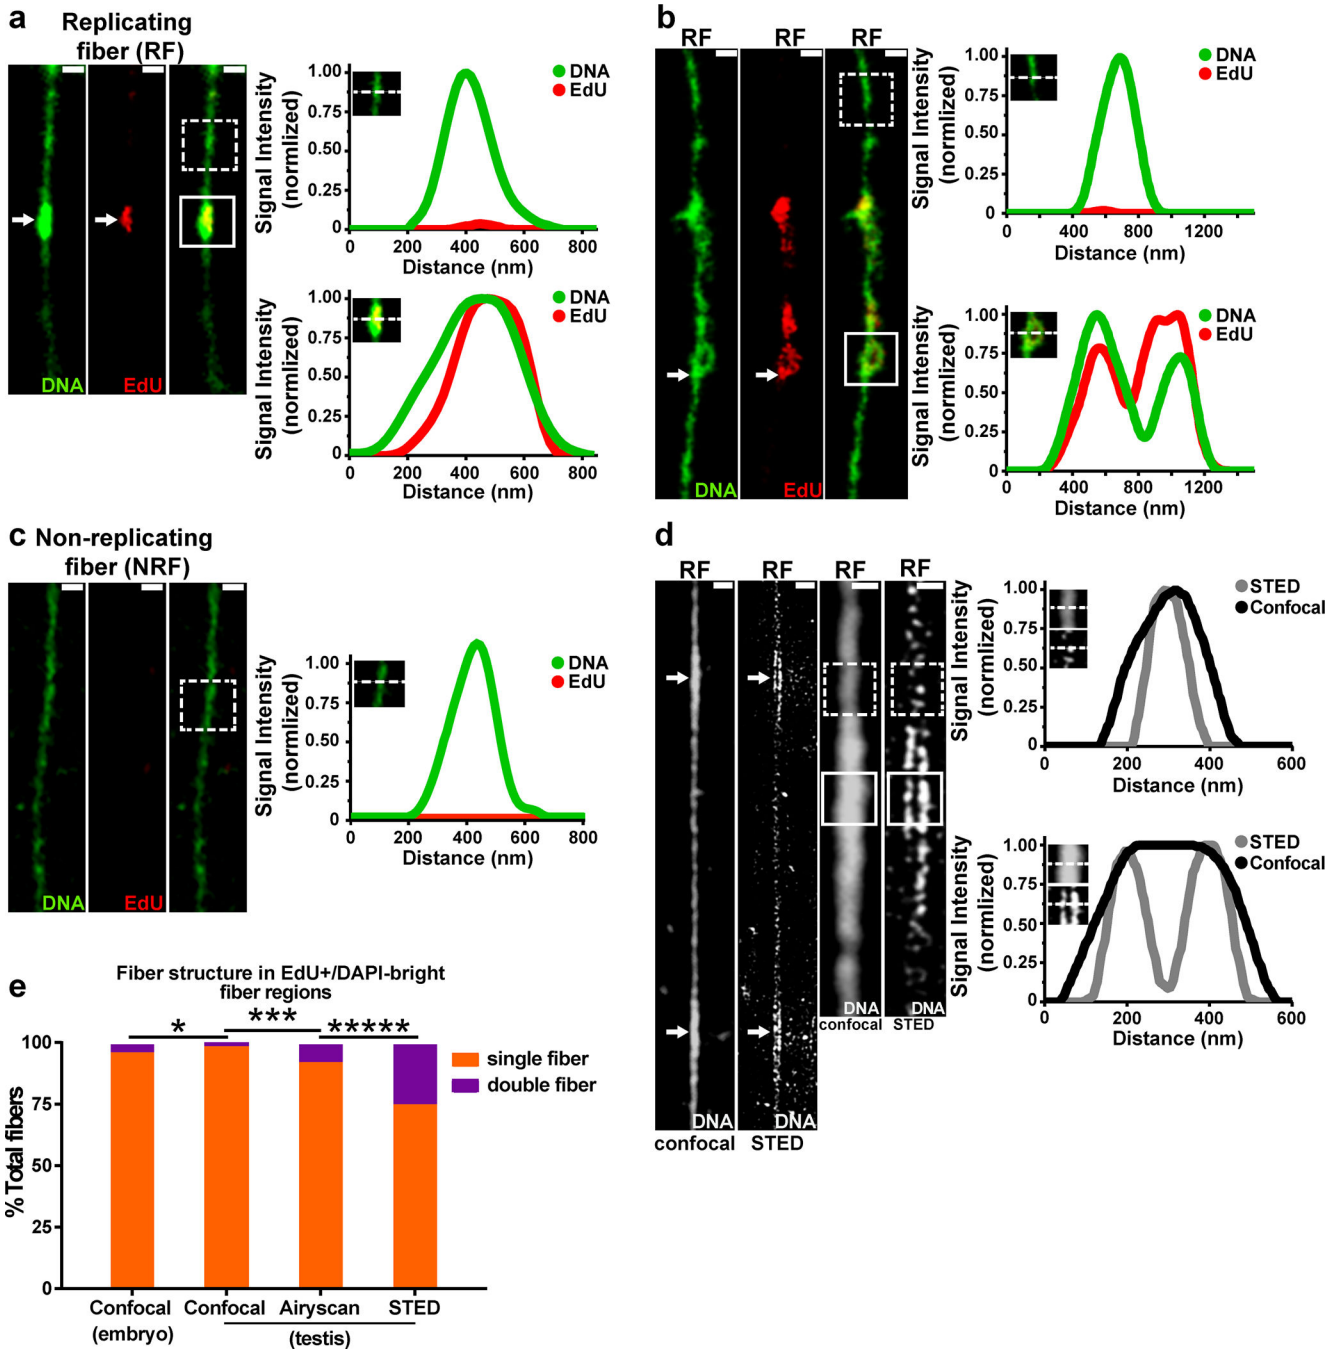 a Replicating
fiber (RF)
DNA
EdU
Signal Intensity
(normlized)
1.00
0.75
0.50
0.25
0
0 200 400 600 800
Distance (nm)
DNA
EdU
Signal Intensity
(normlized)
1.00
0.75
0.50
0.25
0
0 200 400 600 800
Distance (nm)
DNA
EdU
b
RF RF RF
DNA
EdU
Signal Intensity
(normlized)
1.00
0.75
0.50
0.25
0
0 400 800 1200
Distance (nm)
DNA
EdU
Signal Intensity
(normlized)
1.00
0.75
0.50
0.25
0
0 400 800 1200
Distance (nm)
DNA
EdU
c Non-replicating
fiber (NRF)
DNA
EdU
Signal Intensity
(normlized)
1.00
0.75
0.50
0.25
0
0 200 400 600 800
Distance (nm)
DNA
EdU
d
RF RF RF RF
DNA
DNA
DNA
DNA
confocal STED
confocal STED
Signal Intensity
(normlized)
1.00
0.75
0.50
0.25
0
0 200 400 600
Distance (nm)
STED
Confocal
Signal Intensity
(normlized)
1.00
0.75
0.50
0.25
0
0 200 400 600
Distance (nm)
STED
Confocal
e
Fiber structure in EdU+/DAPI-bright
fiber regions
* *** *****
% Total fibers
100
75
50
25
0
single fiber
double fiber
Confocal Confocal Airyscan STED
(embryo) (testis)